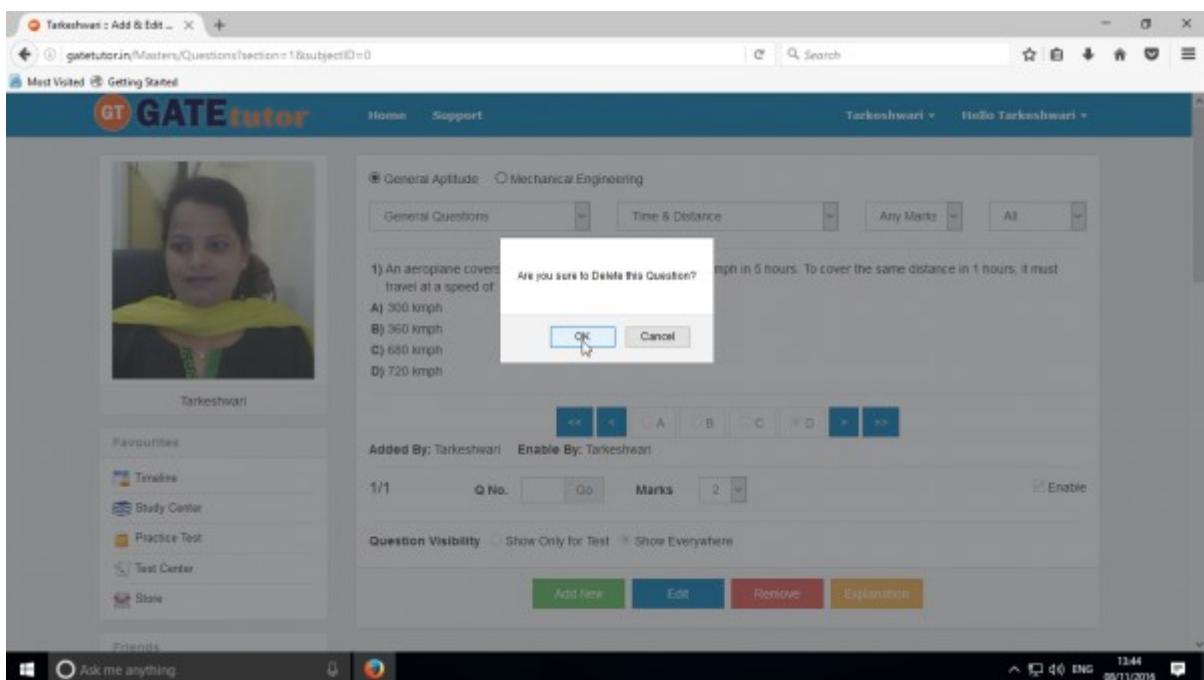 Tarkeshwari :: Add & Edit ...
gatetutor.in/Masters/Questions?section=1&subjectID=0
Search
Most Visited Getting Started
GT GATEtutor Home Support Tarkeshwari Hello Tarkeshwari
General Aptitude Mechanical Engineering
General Questions Time & Distance Any Marks All
1) An aeroplane covers mph in 5 hours. To cover the same distance in 1 hours, it must
travel at a speed of:
A) 300 kmph
B) 360 kmph
C) 680 kmph
D) 720 kmph
Are you sure to Delete this Question?
OK Cancel
Tarkeshwari
<< < A B C D > >>
Added By: Tarkeshwari Enable By: Tarkeshwari
1/1 Q No. Go Marks 2 Enable
Question Visibility Show Only for Test Show Everywhere
Add New Edit Remove Explanation
Favourites
Timeline
Study Center
Practice Test
Test Center
Store
Friends
Ask me anything
ENG 13:44
08/11/2016